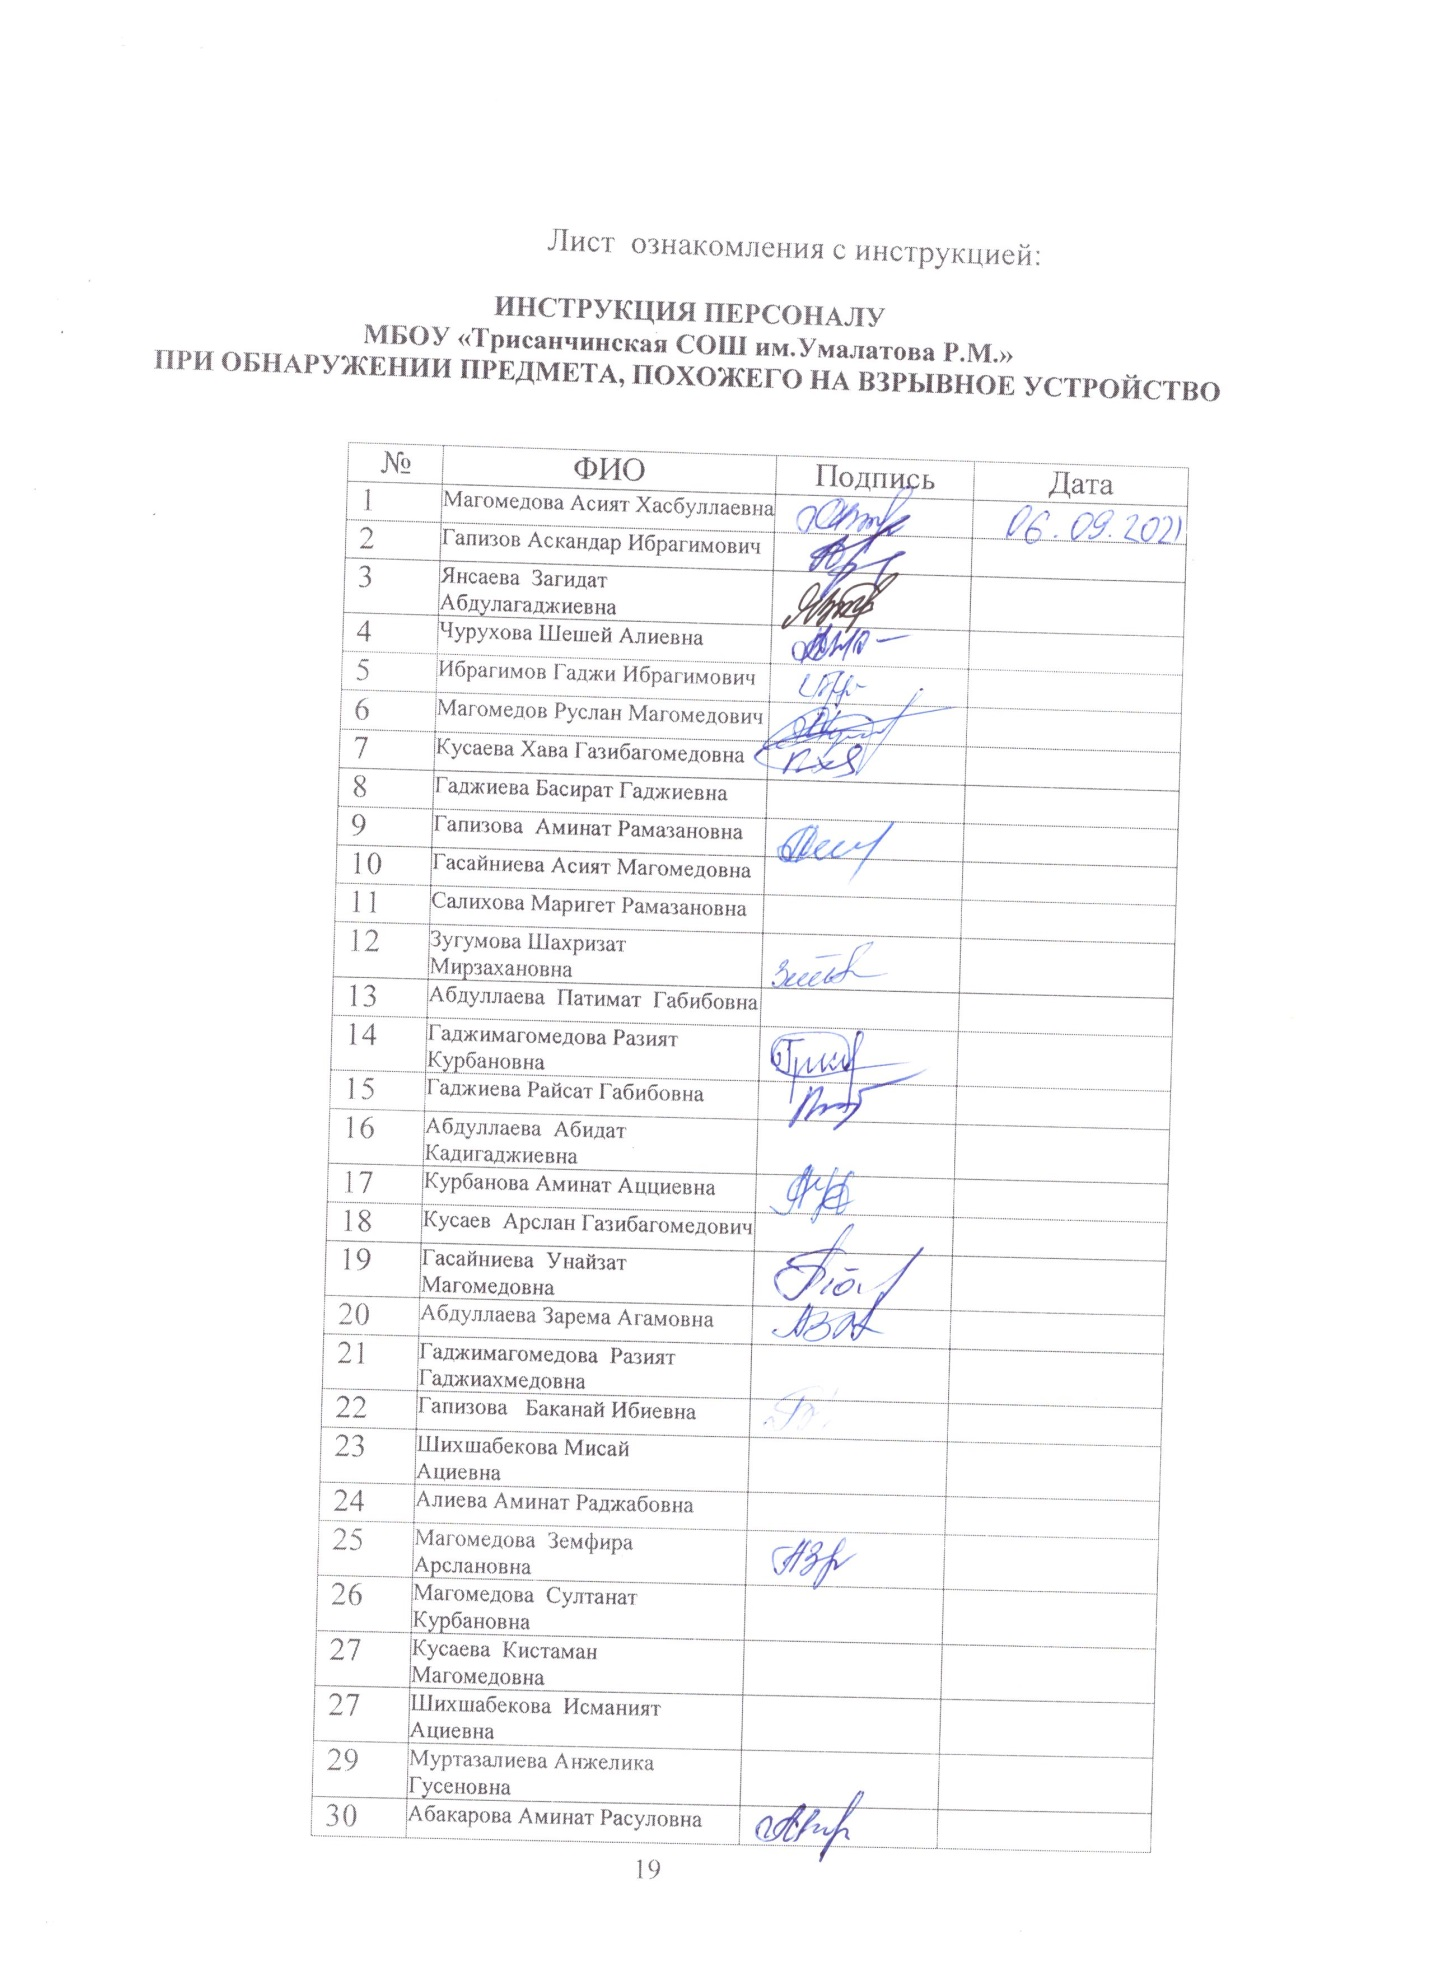 Лист ознакомления с инструкцией:
ИНСТРУКЦИЯ ПЕРСОНАЛУ
МБОУ «Трисанчинская СОШ им.Умалатова Р.М.»
ПРИ ОБНАРУЖЕНИИ ПРЕДМЕТА, ПОХОЖЕГО НА ВЗРЫВНОЕ УСТРОЙСТВО
№ ФИО Подпись Дата
1 Магомедова Асият Хасбуллаевна 06.09.2021
2 Гапизов Аскандар Ибрагимович
3 Янсаева Загидат
Абдулагаджиевна
4 Чурухова Шешей Алиевна
5 Ибрагимов Гаджи Ибрагимович
6 Магомедов Руслан Магомедович
7 Кусаева Хава Газибагомедовна
8 Гаджиева Басират Гаджиевна
9 Гапизова Аминат Рамазановна
10 Гасайниева Асият Магомедовна
11 Салихова Маригет Рамазановна
12 Зугумова Шахризат
Мирзахановна
13 Абдуллаева Патимат Габибовна
14 Гаджимагомедова Разият
Курбановна
15 Гаджиева Райсат Габибовна
16 Абдуллаева Абидат
Кадигаджиевна
17 Курбанова Аминат Аццивна
18 Кусаев Арслан Газибагомедович
19 Гасайниева Унайзат
Магомедовна
20 Абдуллаева Зарема Агамовна
21 Гаджимагомедова Разият
Гаджиахмедовна
22 Гапизова Баканай Ибиевна
23 Шихшабекова Мисай
Ациевна
24 Алиева Аминат Раджабовна
25 Магомедова Земфира
Арслановна
26 Магомедова Султанат
Курбановна
27 Кусаева Кистаман
Магомедовна
27 Шихшабекова Исманият
Ациевна
29 Муртазалиева Анжелика
Гусеновна
30 Абакарова Аминат Расуловна
19